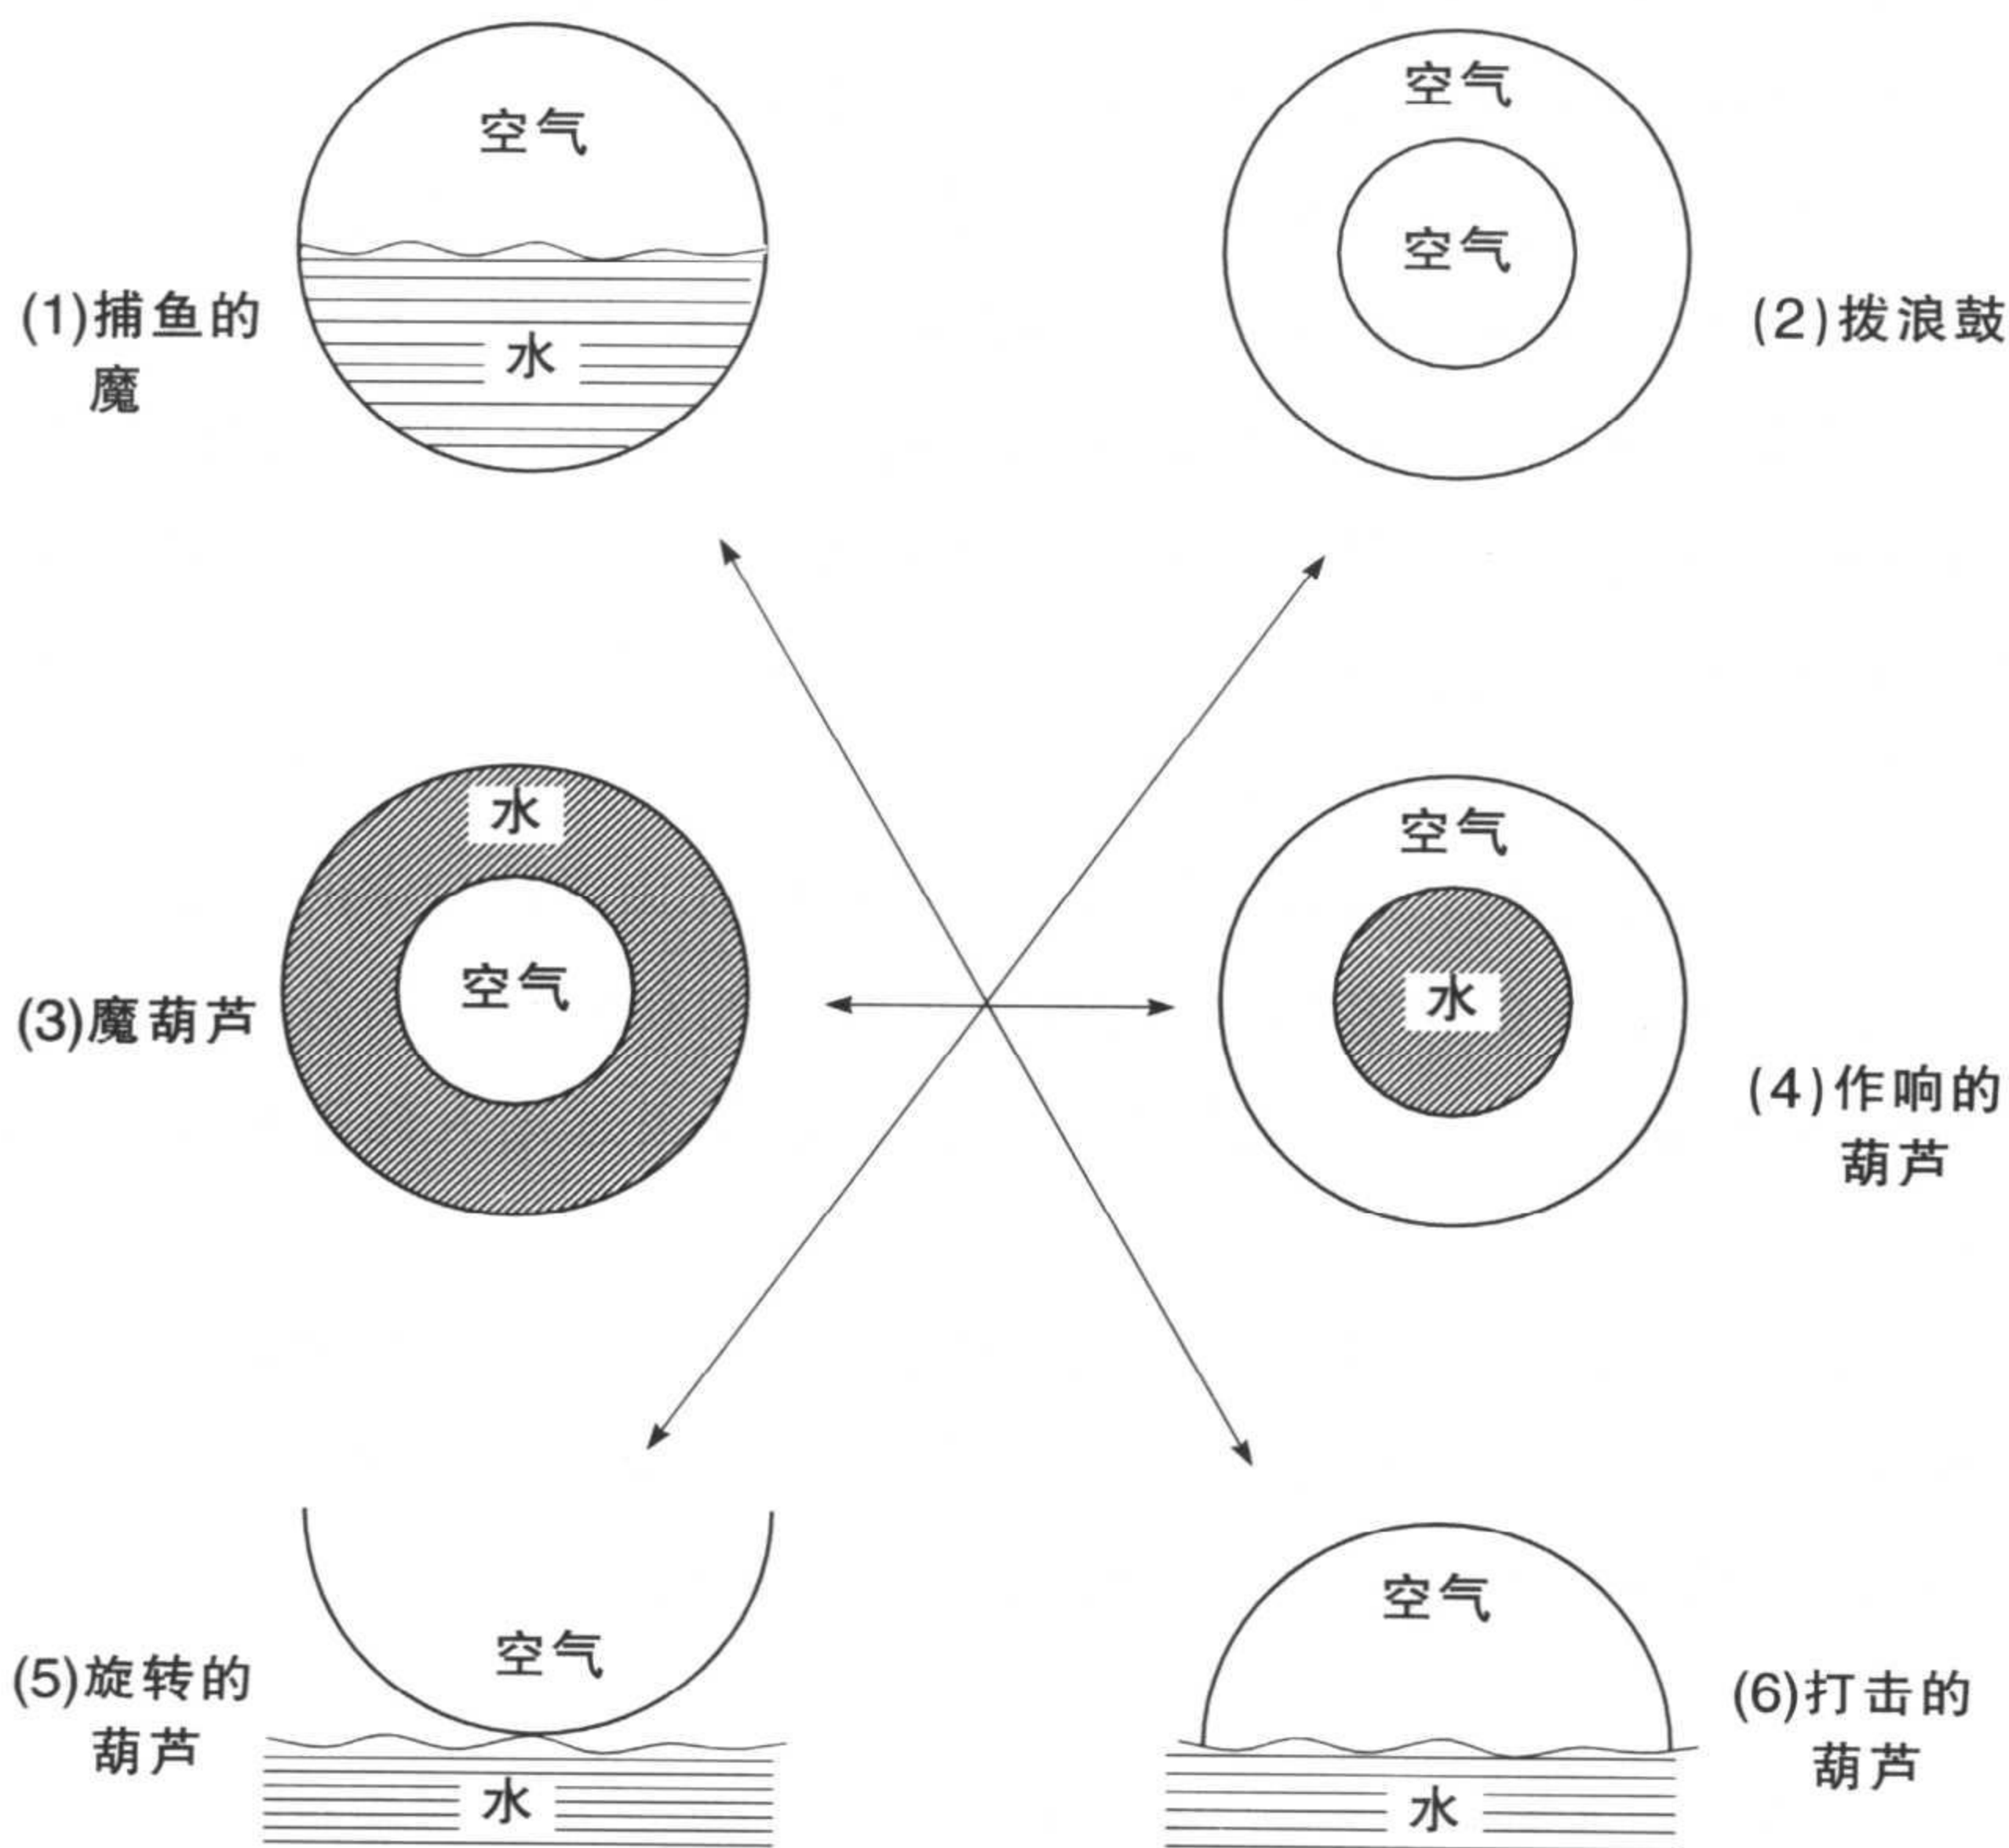 空气
水
(1)捕鱼的
魔
空气
空气
(2)拨浪鼓
水
空气
(3)魔葫芦
空气
水
(4)作响的
葫芦
空气
水
(5)旋转的
葫芦
空气
水
(6)打击的
葫芦